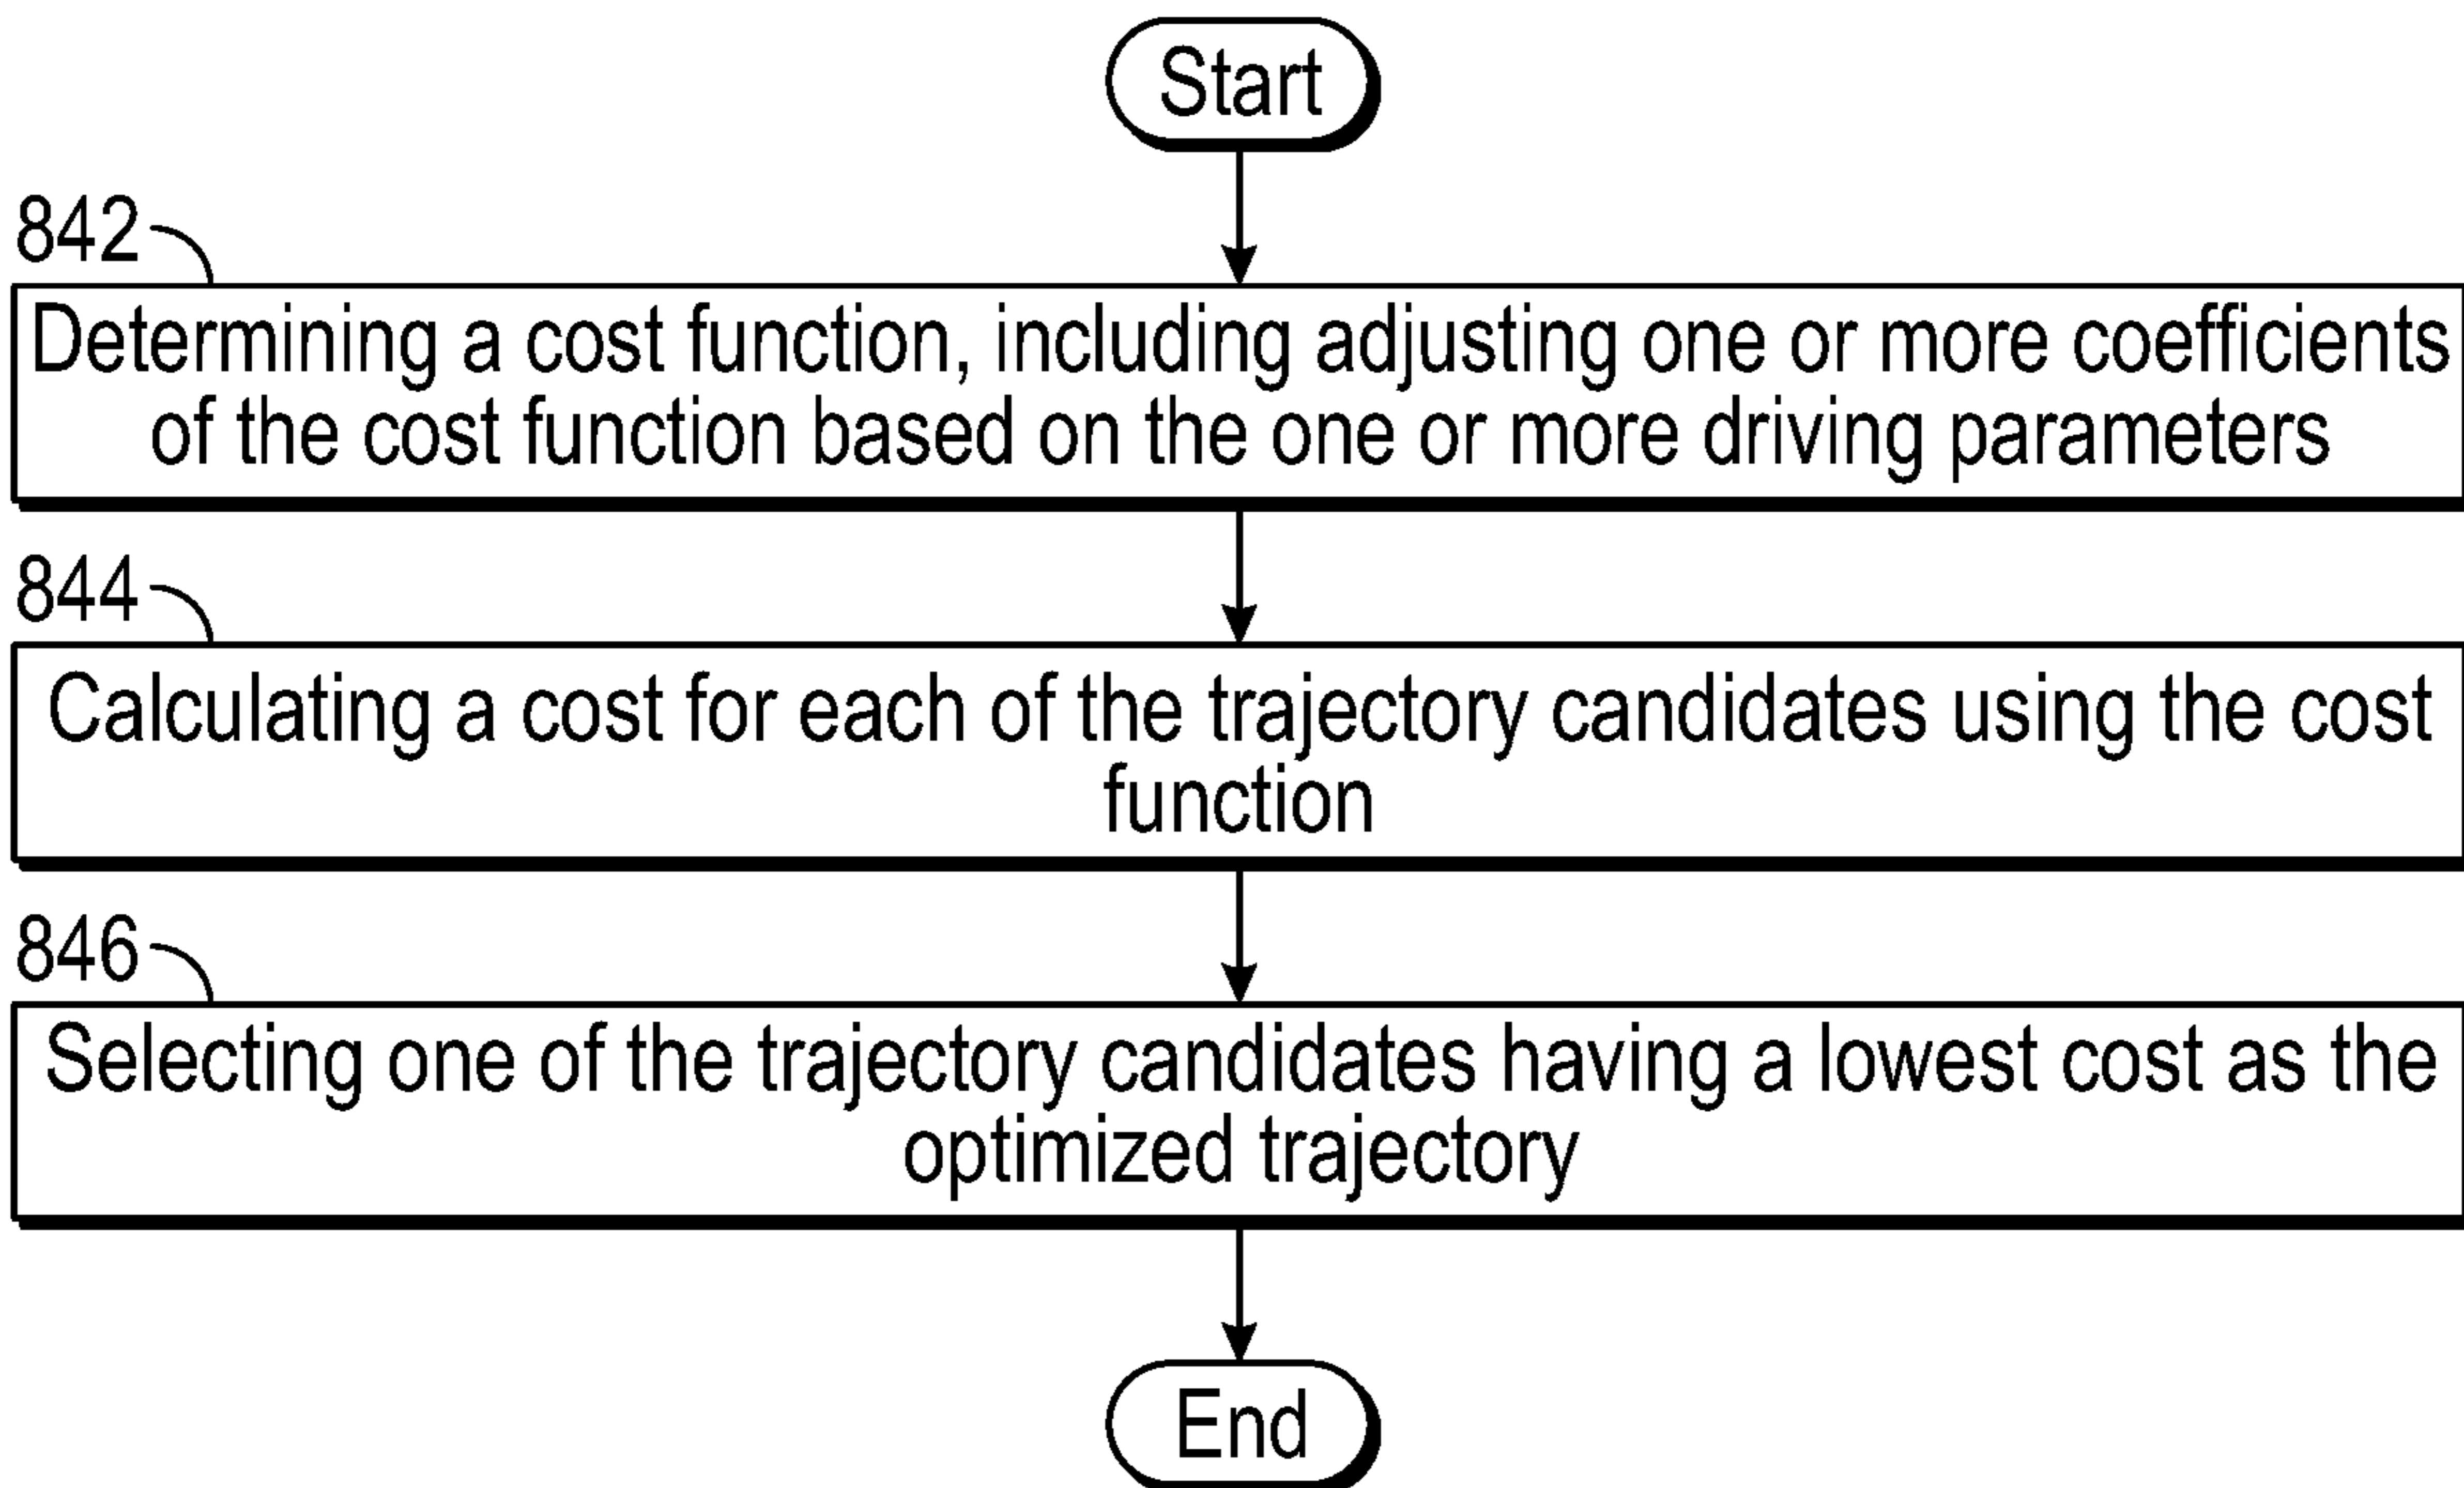 Start
842
Determining a cost function, including adjusting one or more coefficients
of the cost function based on the one or more driving parameters
844
Calculating a cost for each of the trajectory candidates using the cost
function
846
Selecting one of the trajectory candidates having a lowest cost as the
optimized trajectory
End